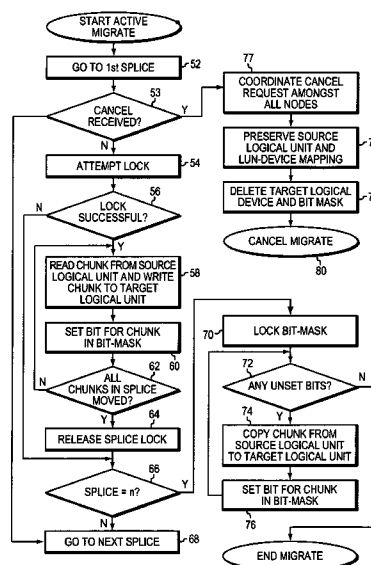 START ACTIVE
MIGRATE
GO TO 1st SPLICE
52
53
CANCEL
RECEIVED?
Y
N
ATTEMPT LOCK
54
56
LOCK
SUCCESSFUL?
N
Y
READ CHUNK FROM SOURCE
LOGICAL UNIT AND WRITE
CHUNK TO TARGET
LOGICAL UNIT
58
SET BIT FOR CHUNK
IN BIT-MASK
60
62
ALL
CHUNKS IN SPLICE
MOVED?
N
Y
64
RELEASE SPLICE LOCK
66
SPLICE = n?
Y
N
GO TO NEXT SPLICE
68
77
COORDINATE CANCEL
REQUEST AMONGST
ALL NODES
PRESERVE SOURCE
LOGICAL UNIT AND
LUN-DEVICE MAPPING
DELETE TARGET LOGICAL
DEVICE AND BIT MASK
CANCEL MIGRATE
80
70
LOCK BIT-MASK
72
ANY UNSET BITS?
N
74
Y
COPY CHUNK FROM
SOURCE LOGICAL UNIT
TO TARGET LOGICAL UNIT
SET BIT FOR CHUNK
IN BIT-MASK
76
END MIGRATE